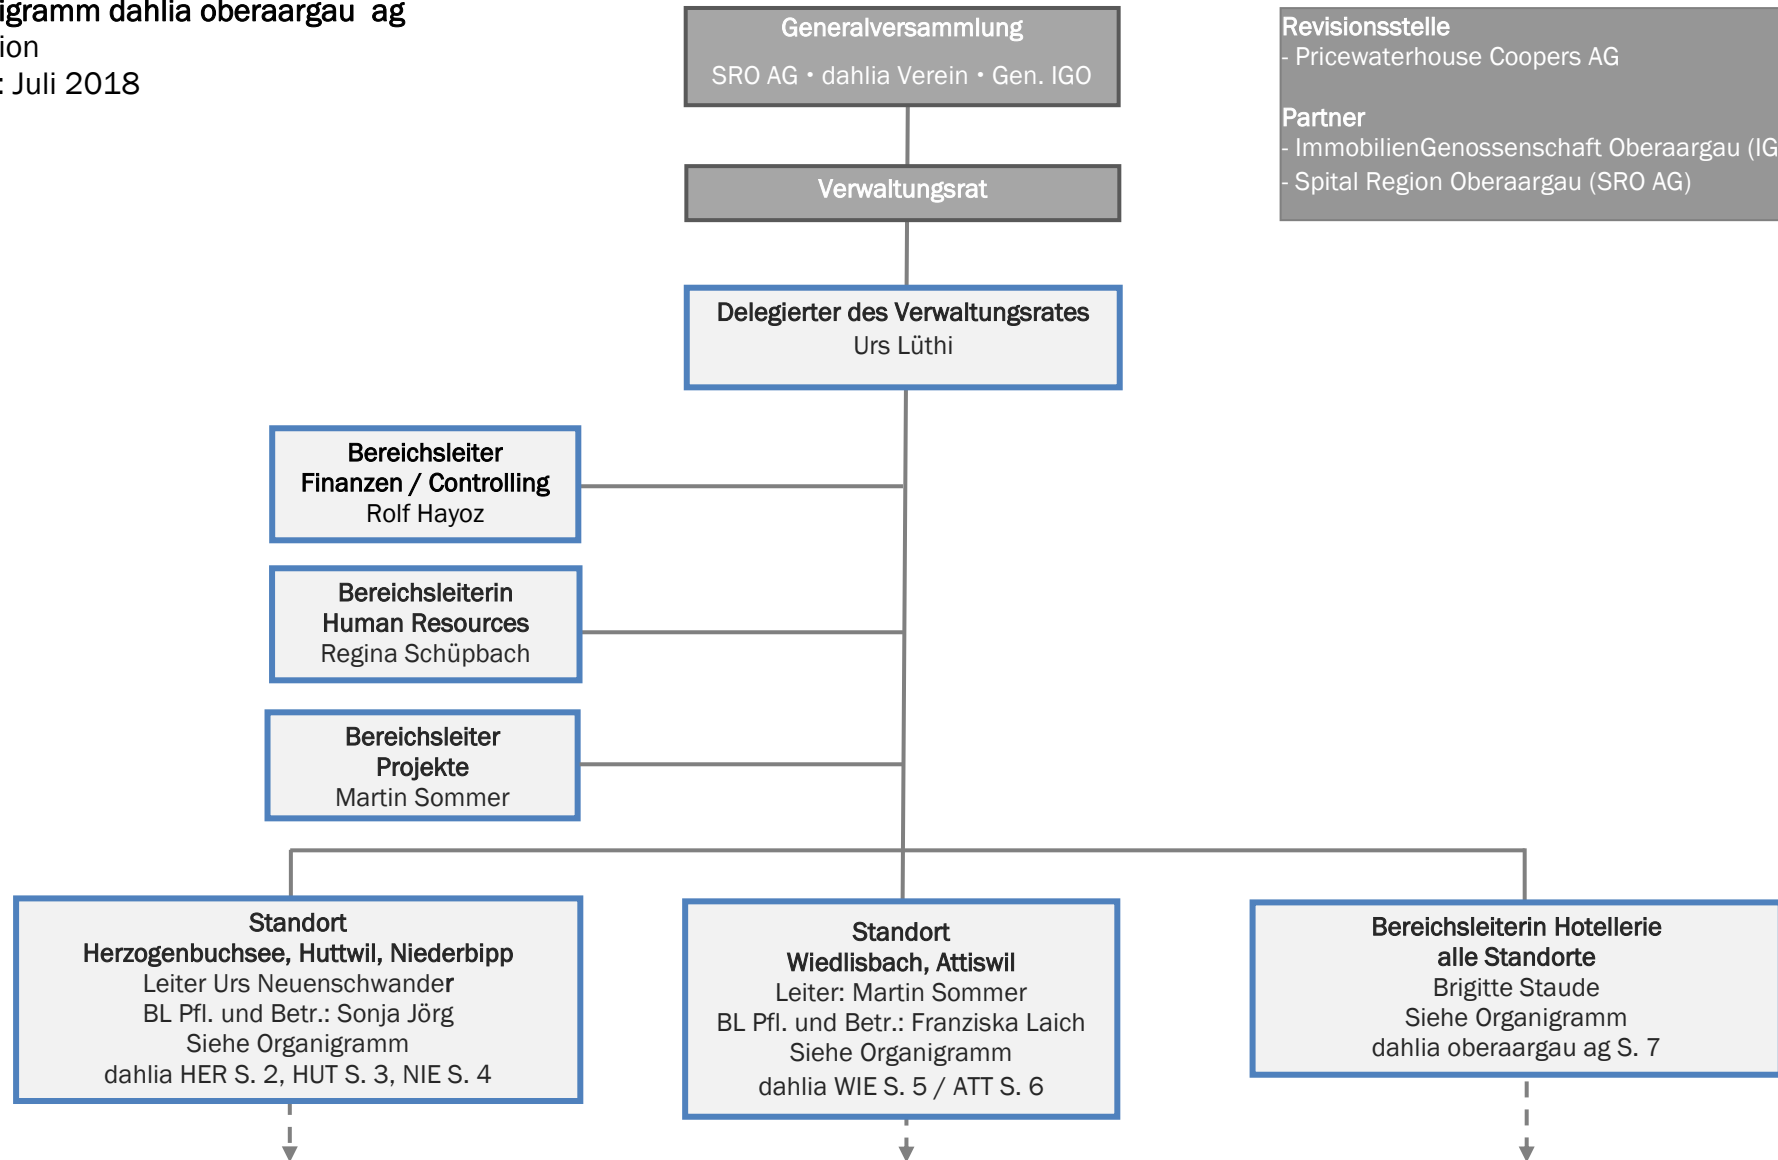 igramm dahlia oberaargau ag
ion
: Juli 2018
Generalversammlung
SRO AG • dahlia Verein • Gen. IGO
Revisionsstelle
- Pricewaterhouse Coopers AG
Partner
- ImmobilienGenossenschaft Oberaargau (IG
- Spital Region Oberaargau (SRO AG)
Verwaltungsrat
Delegierter des Verwaltungsrates
Urs Lüthi
Bereichsleiter
Finanzen / Controlling
Rolf Hayoz
Bereichsleiterin
Human Resources
Regina Schüpbach
Bereichsleiter
Projekte
Martin Sommer
Standort
Herzogenbuchsee, Huttwil, Niederbipp
Leiter Urs Neuenschwander
BL Pfl. und Betr.: Sonja Jörg
Siehe Organigramm
dahlia HER S. 2, HUT S. 3, NIE S. 4
Standort
Wiedlisbach, Attiswil
Leiter: Martin Sommer
BL Pfl. und Betr.: Franziska Laich
Siehe Organigramm
dahlia WIE S. 5 / ATT S. 6
Bereichsleiterin Hotellerie
alle Standorte
Brigitte Staude
Siehe Organigramm
dahlia oberaargau ag S. 7